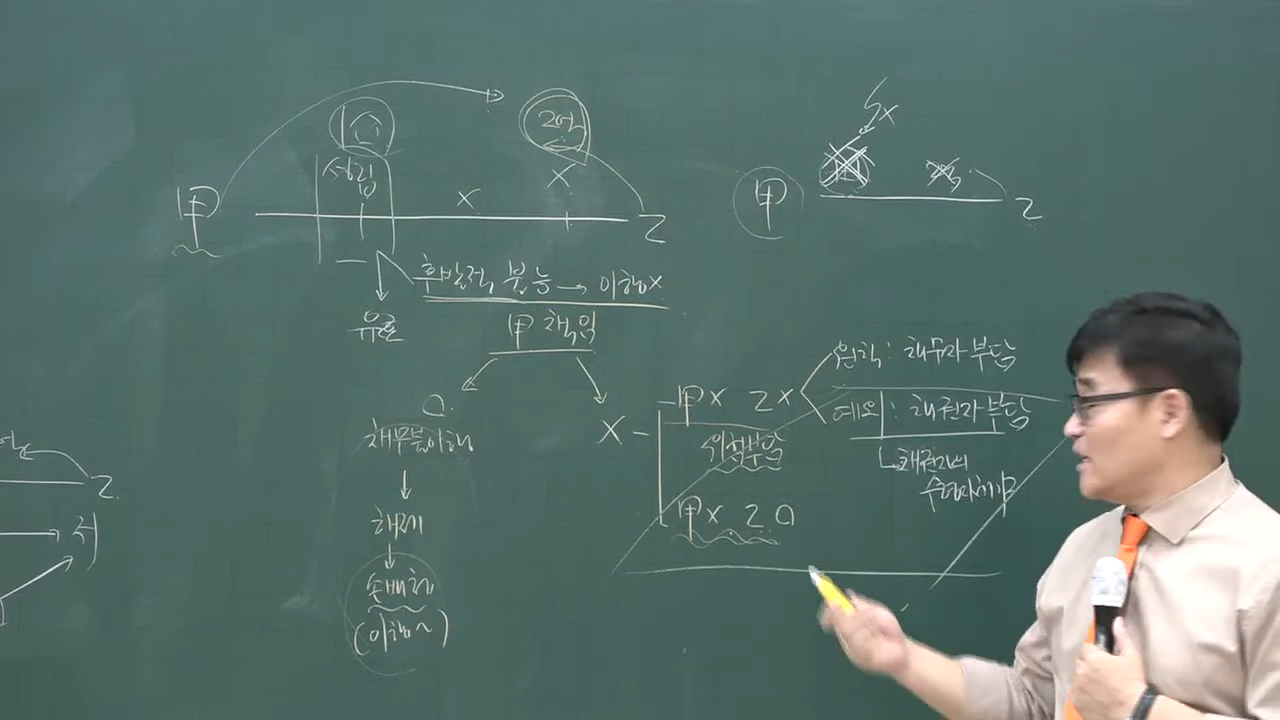 甲
성립
2억
X
X
乙
유효
후발적 불능 → 이행X
甲 책임
채무불이행
해제
손배청
(이행~)
X
甲X 乙X
위험부담
원칙: 채무자 부담
예외: 채권자 부담
채권자의
수령지체
甲X 乙O
甲
X
乙
乙